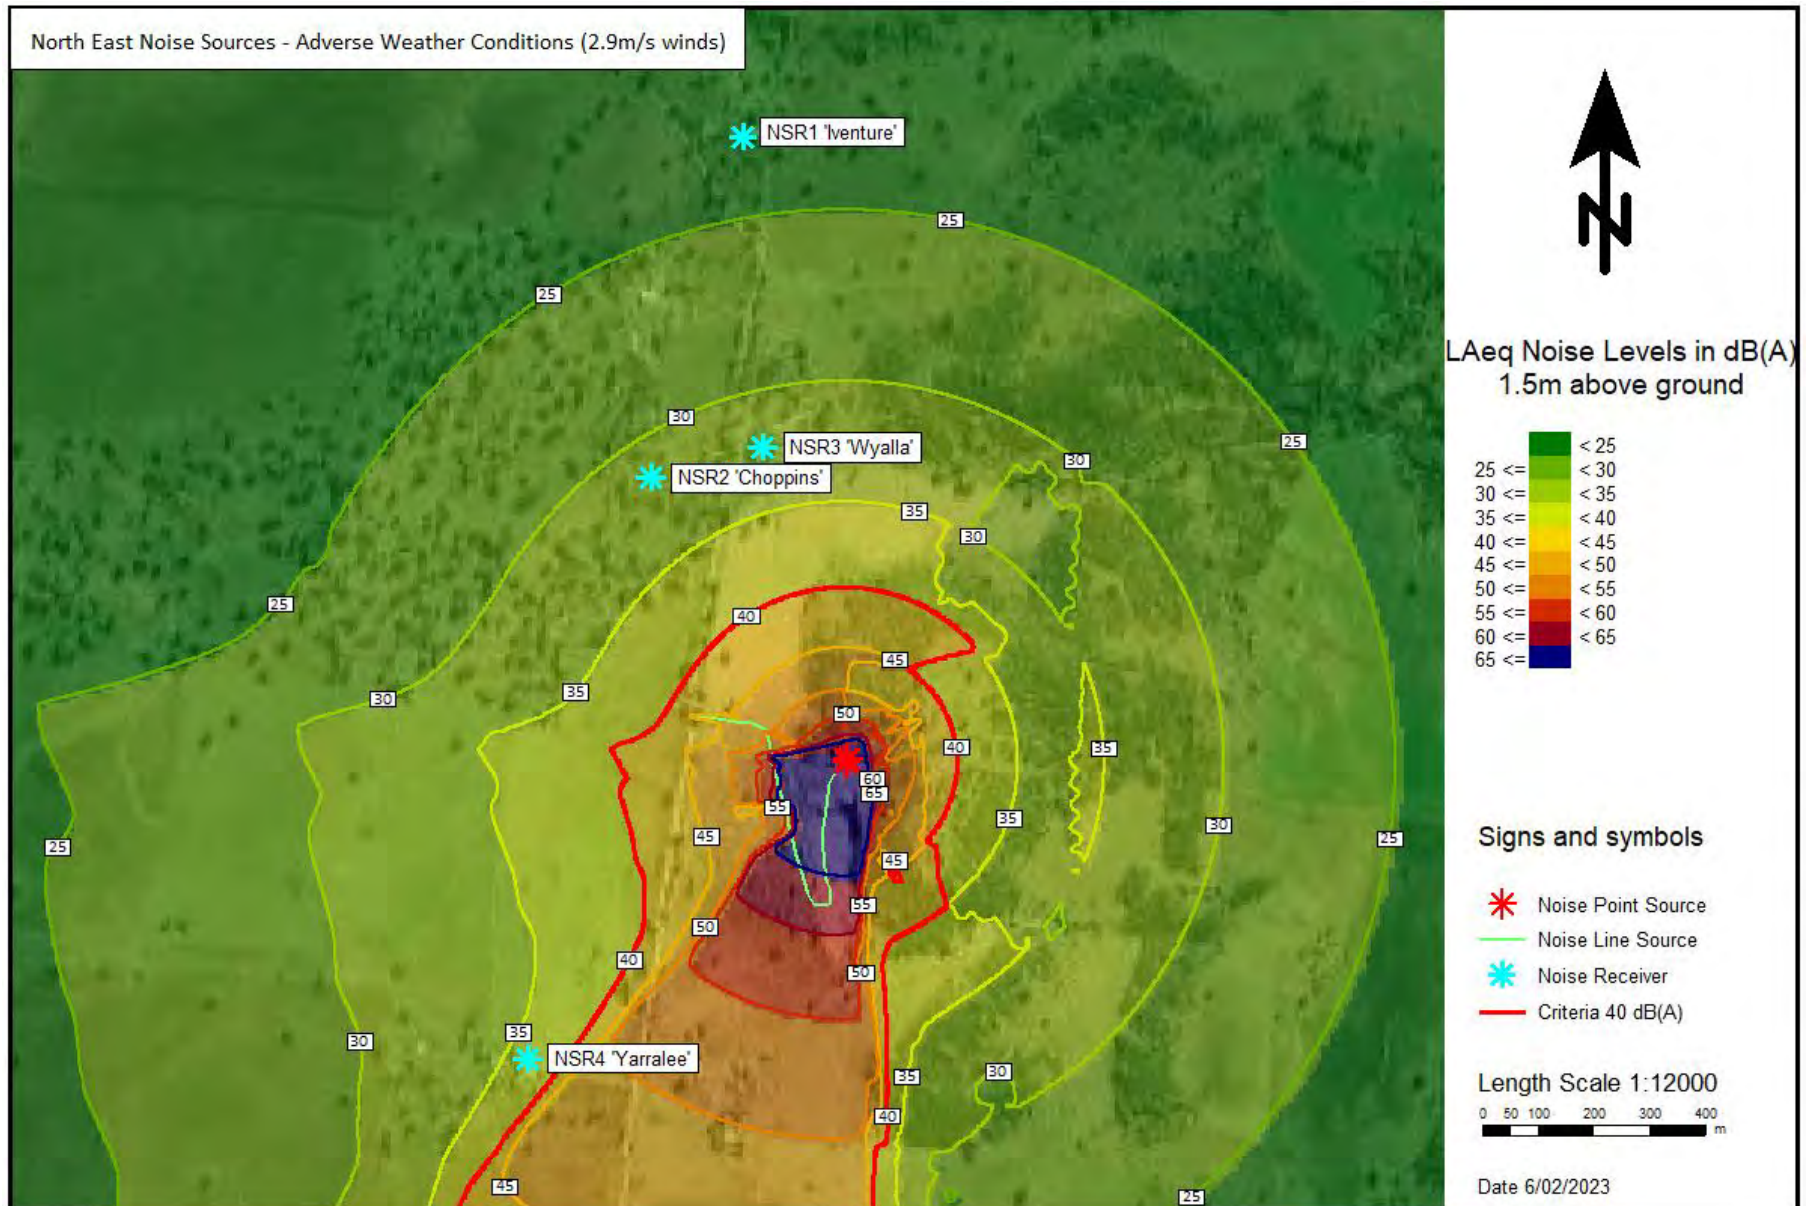 North East Noise Sources - Adverse Weather Conditions (2.9m/s winds)
NSR1 'Iventure'
25
25
30
NSR3 'Wyalla'
25
30
NSR2 'Choppins'
35
30
25
40
45
35
30
50
40
35
60
65
55
35
30
45
25
25
45
55
50
40
50
35
30
NSR4 'Yarralee'
30
35
40
45
25
N
LAeq Noise Levels in dB(A)
1.5m above ground
< 25
25 <= < 30
30 <= < 35
35 <= < 40
40 <= < 45
45 <= < 50
50 <= < 55
55 <= < 60
60 <= < 65
65 <=
Signs and symbols
Noise Point Source
Noise Line Source
Noise Receiver
Criteria 40 dB(A)
Length Scale 1:12000
0 50 100 200 300 400
m
Date 6/02/2023